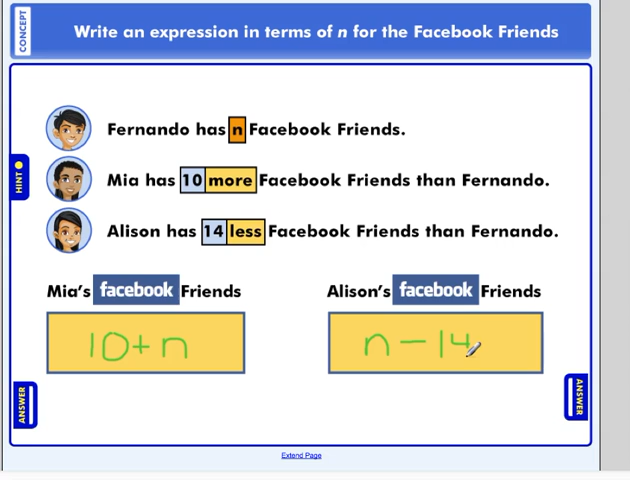 CONCEPT
Write an expression in terms of n for the Facebook Friends
Fernando has n Facebook Friends.
HINT
Mia has 10 more Facebook Friends than Fernando.
Alison has 14 less Facebook Friends than Fernando.
Mia's facebook Friends
Alison's facebook Friends
10+n
n-14
ANSWER
ANSWER
Extend Page